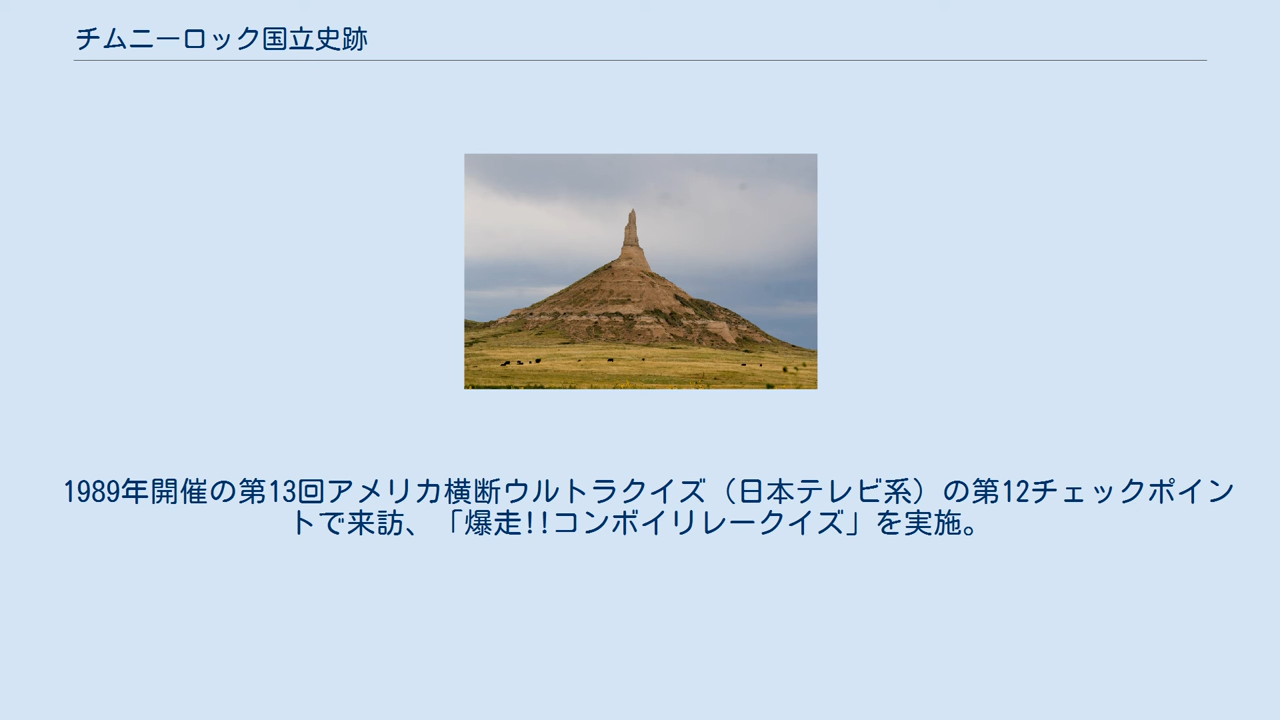 チムニーロック国立史跡
1989年開催の第13回アメリカ横断ウルトラクイズ（日本テレビ系）の第12チェックポイン
トで来訪、「爆走!!コンボイリレークイズ」を実施。